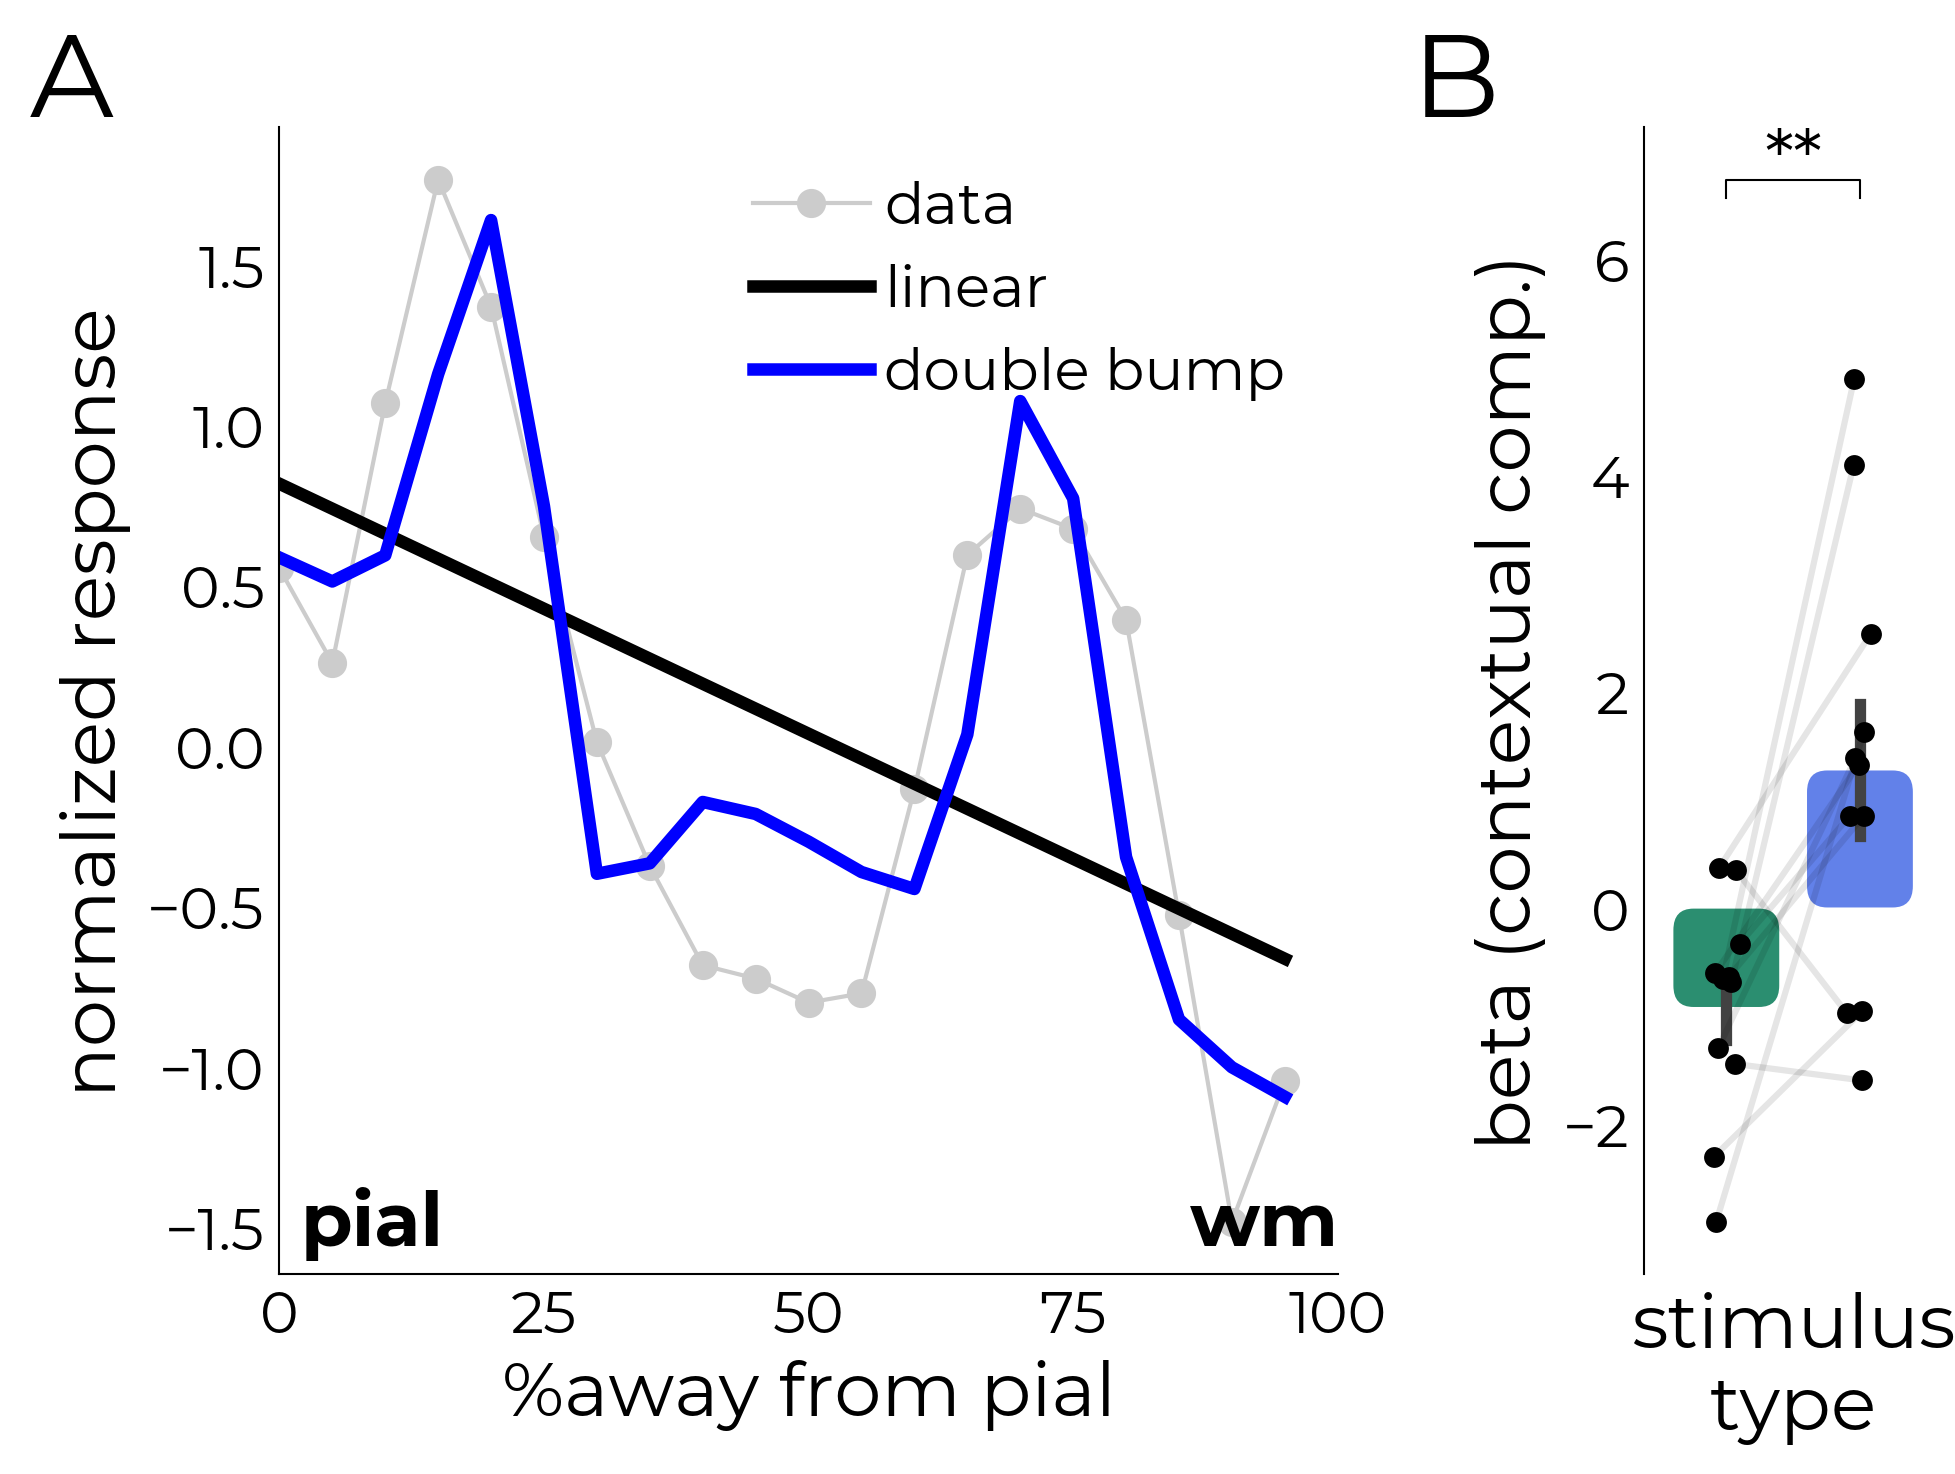 A
normalized response
1.5
1.0
0.5
0.0
−0.5
−1.0
−1.5
data
linear
double bump
pial
wm
0 25 50 75 100
%away from pial
B
**
beta (contextual comp.)
6
4
2
0
−2
stimulus
type